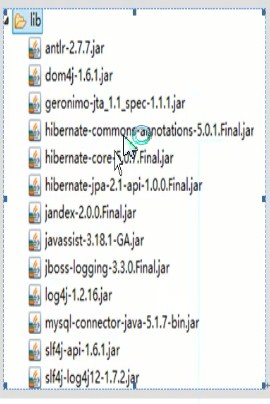 lib
antlr-2.7.7.jar
dom4j-1.6.1.jar
geronimo-jta_1.1_spec-1.1.1.jar
hibernate-commons-annotations-5.0.1.Final.jar
hibernate-core-5.0.7.Final.jar
hibernate-jpa-2.1-api-1.0.0.Final.jar
jandex-2.0.0.Final.jar
javassist-3.18.1-GA.jar
jboss-logging-3.3.0.Final.jar
log4j-1.2.16.jar
mysql-connector-java-5.1.7-bin.jar
slf4j-api-1.6.1.jar
slf4j-log4j12-1.7.2.jar